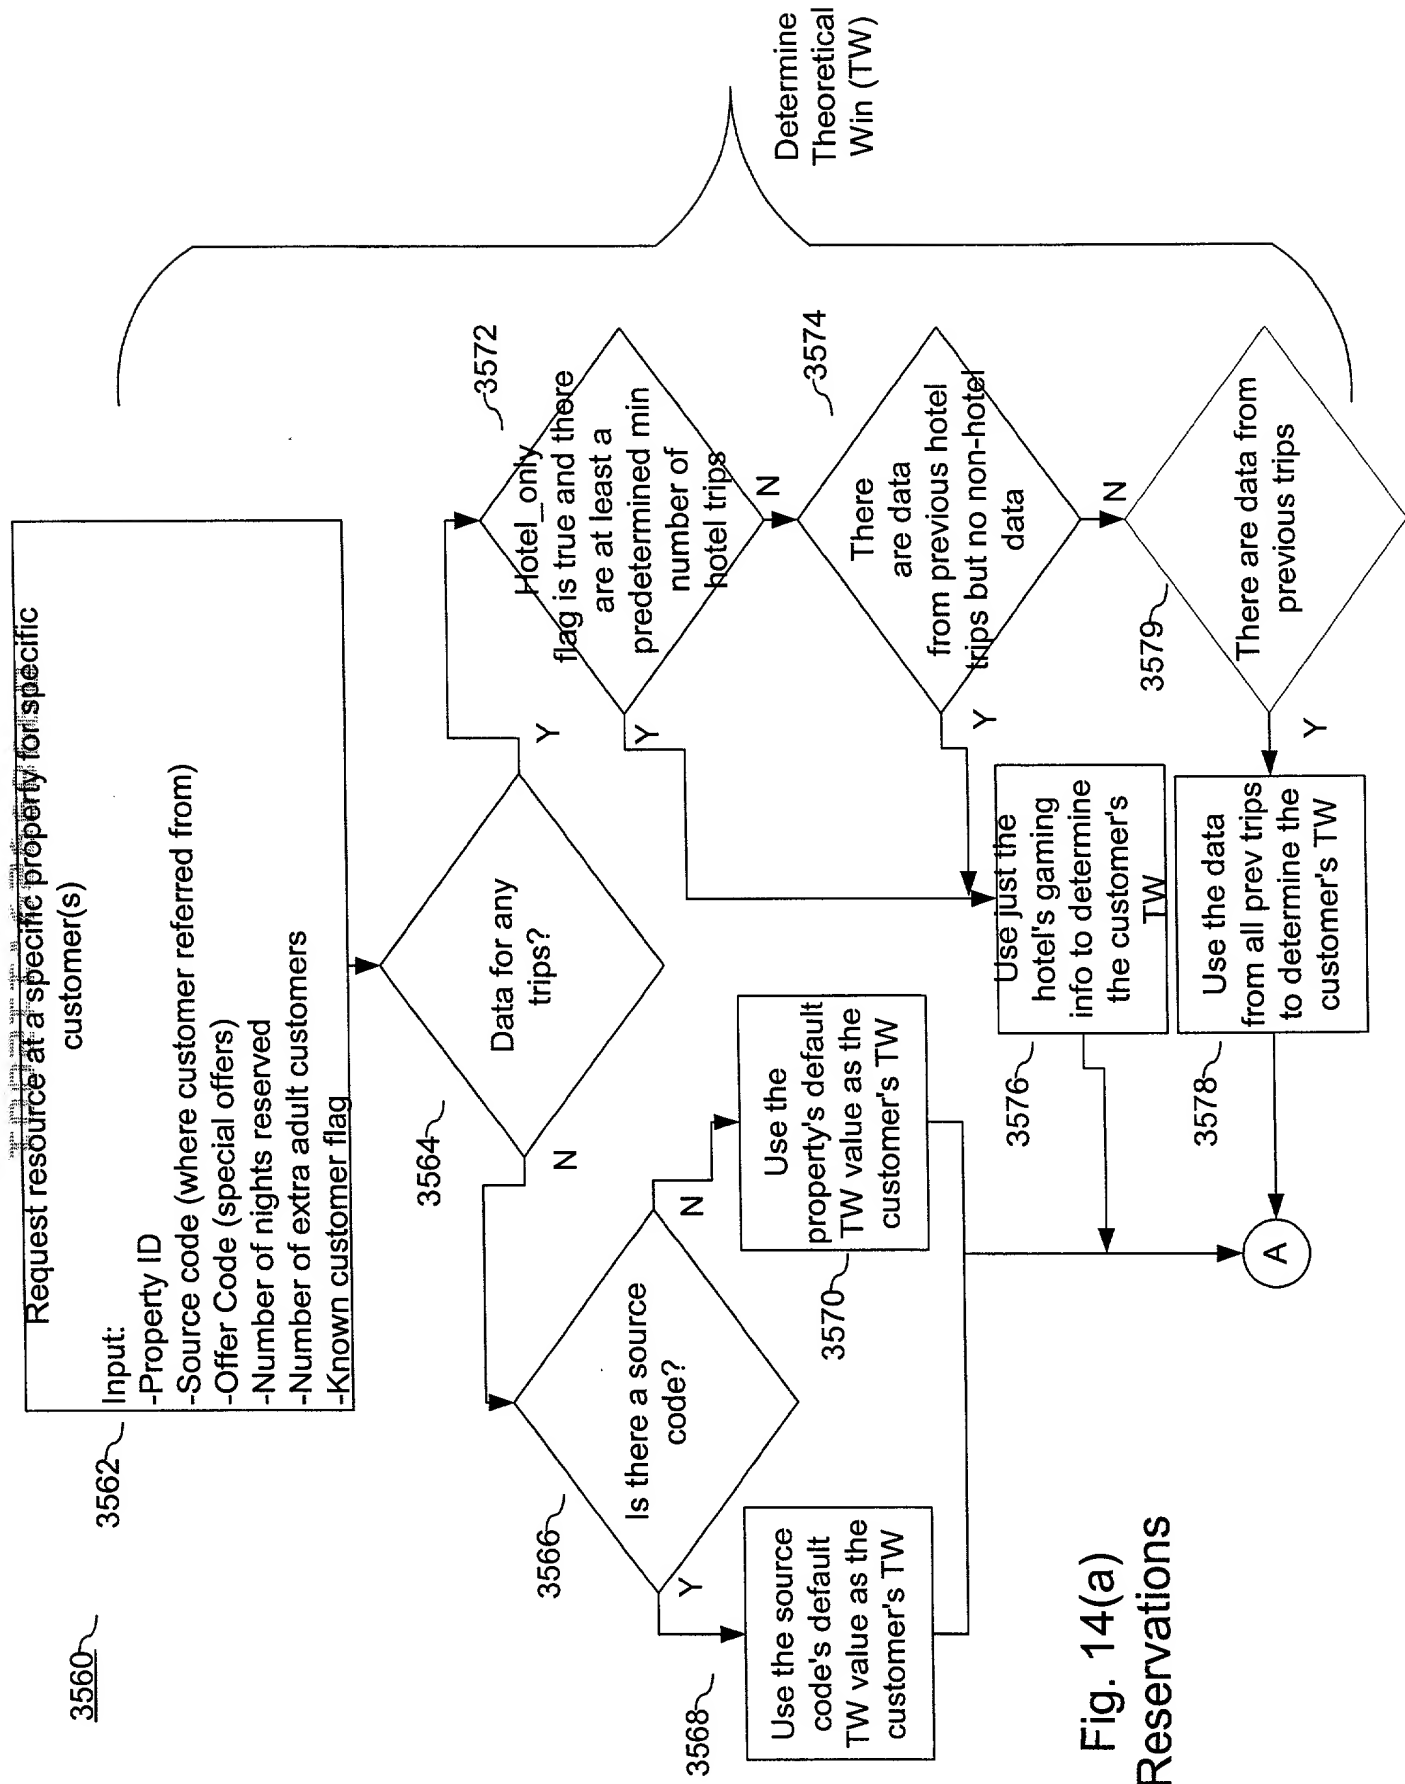 3560
3562
Request resource at a specific property for specific
customer(s)
Input:
-Property ID
-Source code (where customer referred from)
-Offer Code (special offers)
-Number of nights reserved
-Number of extra adult customers
-Known customer flag
3564
Data for any
trips?
N
Y
3566
Is there a source
code?
Y
N
3568
Use the source
code's default
TW value as the
customer's TW
3570
Use the
property's default
TW value as the
customer's TW
3572
Hotel_only
flag is true and there
are at least a
predetermined min
number of
hotel trips
Y
N
3574
There
are data
from previous hotel
trips but no non-hotel
data
Y
N
3576
Use just the
hotel's gaming
info to determine
the customer's
TW
3579
There are data from
previous trips
Y
3578
Use the data
from all prev trips
to determine the
customer's TW
A
Determine
Theoretical
Win (TW)
Fig. 14(a)
Reservations